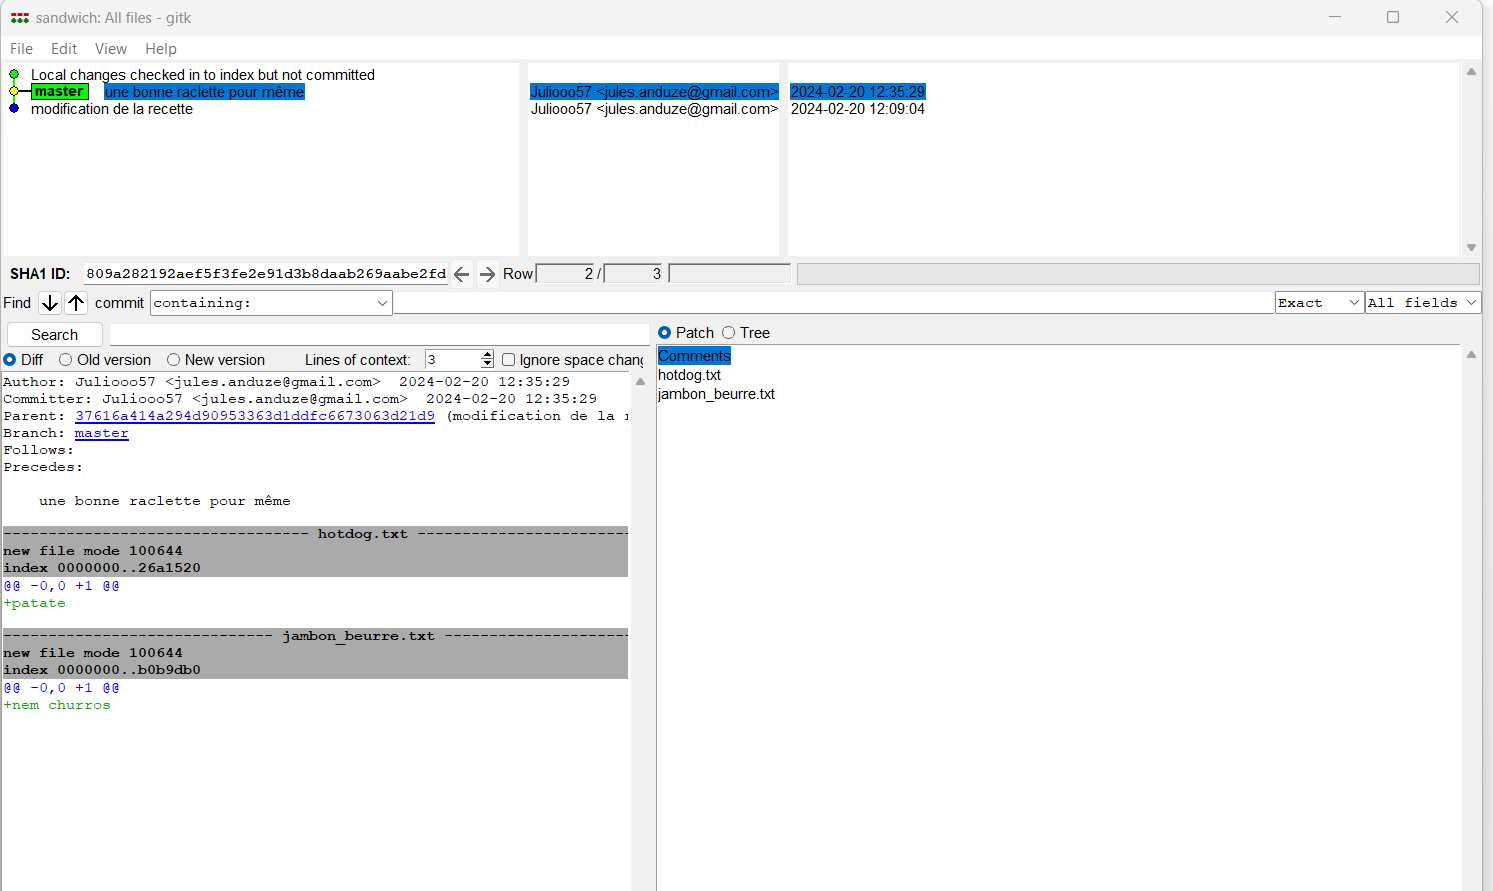 sandwich: All files - gitk
File Edit View Help
Local changes checked in to index but not committed
master une bonne raclette pour même Juliooo57 <jules.anduze@gmail.com> 2024-02-20 12:35:29
modification de la recette Juliooo57 <jules.anduze@gmail.com> 2024-02-20 12:09:04
SHA1 ID: 809a282192aef5f3fe2e91d3b8daab269aabe2fd Row 2 / 3
Find commit containing: Exact All fields
Search
Patch Tree
Diff Old version New version Lines of context: 3 Ignore space chang
Comments
hotdog.txt
jambon_beurre.txt
Author: Juliooo57 <jules.anduze@gmail.com> 2024-02-20 12:35:29
Committer: Juliooo57 <jules.anduze@gmail.com> 2024-02-20 12:35:29
Parent: 37616a414a294d90953363d1ddfc6673063d21d9 (modification de la r
Branch: master
Follows:
Precedes:
une bonne raclette pour même
---------------------------------- hotdog.txt ------------------------
new file mode 100644
index 0000000..26a1520
@@ -0,0 +1 @@
+patate
------------------------------ jambon_beurre.txt ---------------------
new file mode 100644
index 0000000..b0b9db0
@@ -0,0 +1 @@
+nem churros